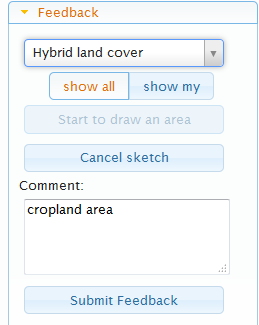 Feedback
Hybrid land cover
show all show my
Start to draw an area
Cancel sketch
Comment:
cropland area
Submit Feedback